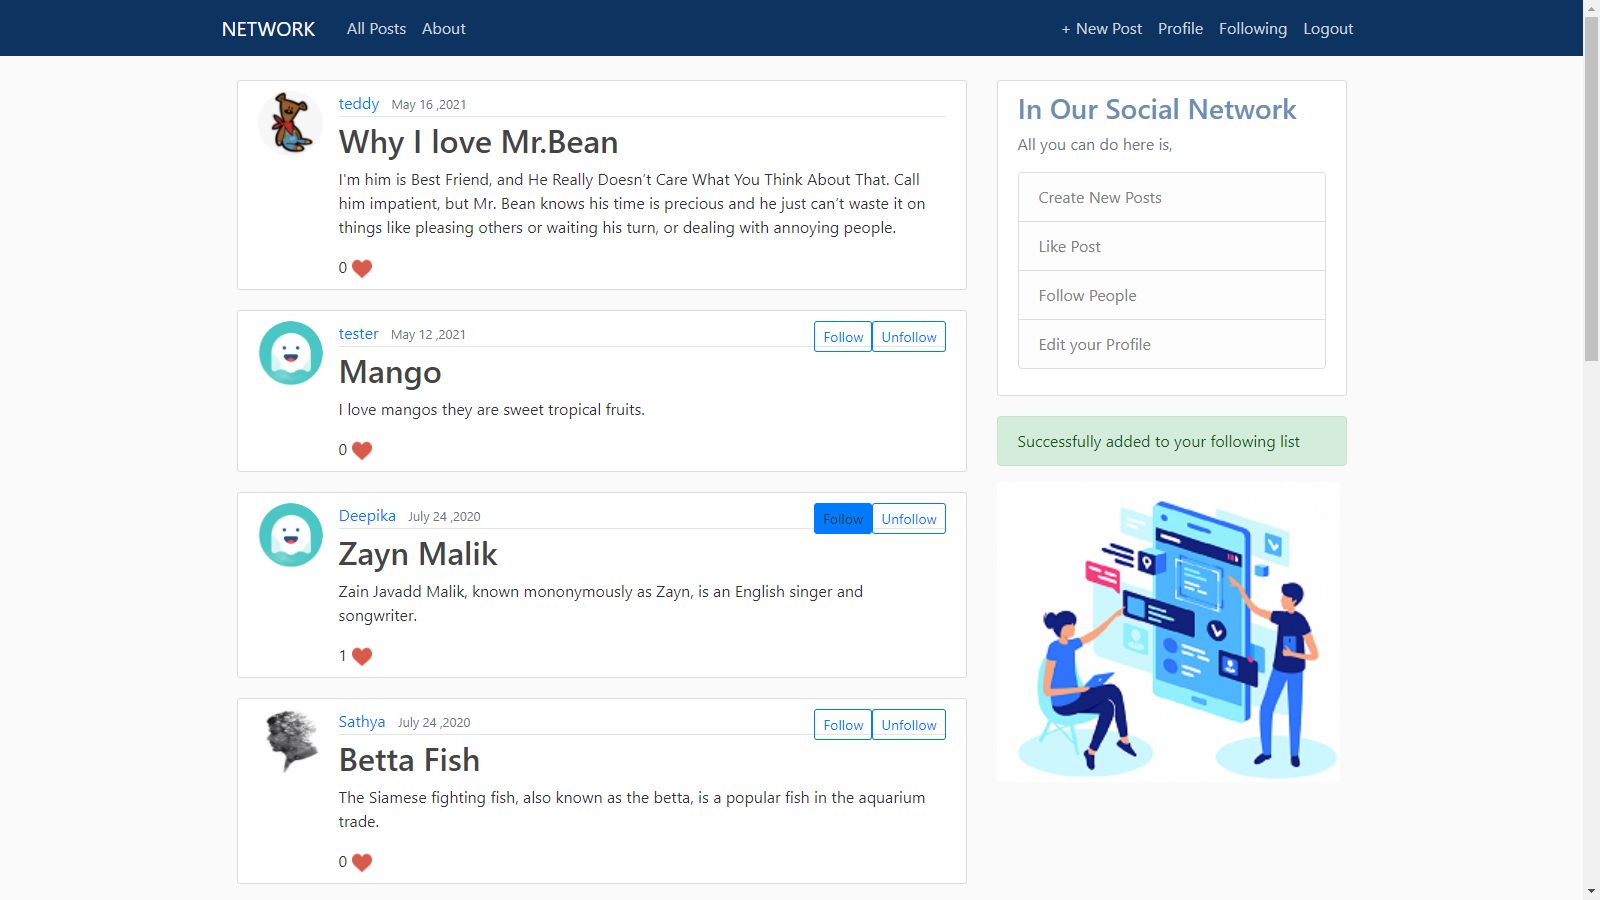 NETWORK All Posts About + New Post Profile Following Logout
teddy May 16 ,2021
Why I love Mr.Bean
I'm him is Best Friend, and He Really Doesn’t Care What You Think About That. Call
him impatient, but Mr. Bean knows his time is precious and he just can’t waste it on
things like pleasing others or waiting his turn, or dealing with annoying people.
0
tester May 12 ,2021 Follow Unfollow
Mango
I love mangos they are sweet tropical fruits.
0
Deepika July 24 ,2020 Follow Unfollow
Zayn Malik
Zain Javadd Malik, known mononymously as Zayn, is an English singer and
songwriter.
1
Sathya July 24 ,2020 Follow Unfollow
Betta Fish
The Siamese fighting fish, also known as the betta, is a popular fish in the aquarium
trade.
0
In Our Social Network
All you can do here is,
Create New Posts
Like Post
Follow People
Edit your Profile
Successfully added to your following list